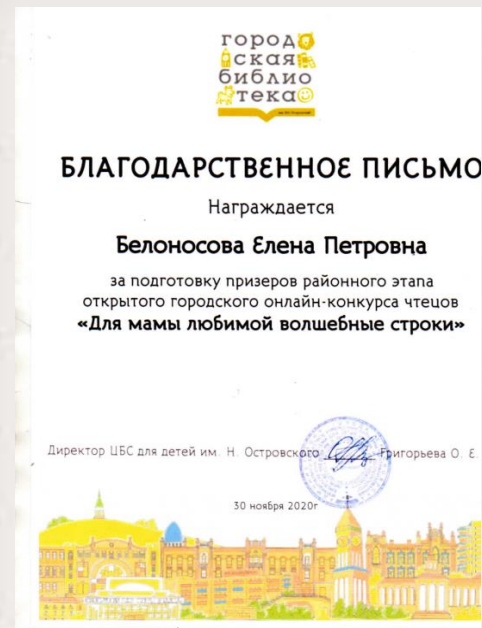 городская
библиотека
БЛАГОДАРСТВЕННОЕ ПИСЬМО
Награждается
Белоносова Елена Петровна
за подготовку призеров районного этапа
открытого городского онлайн-конкурса чтецов
«Для мамы любимой волшебные строки»
Директор ЦБС для детей им. Н. Островского Григорьева О. Е.
30 ноября 2020г